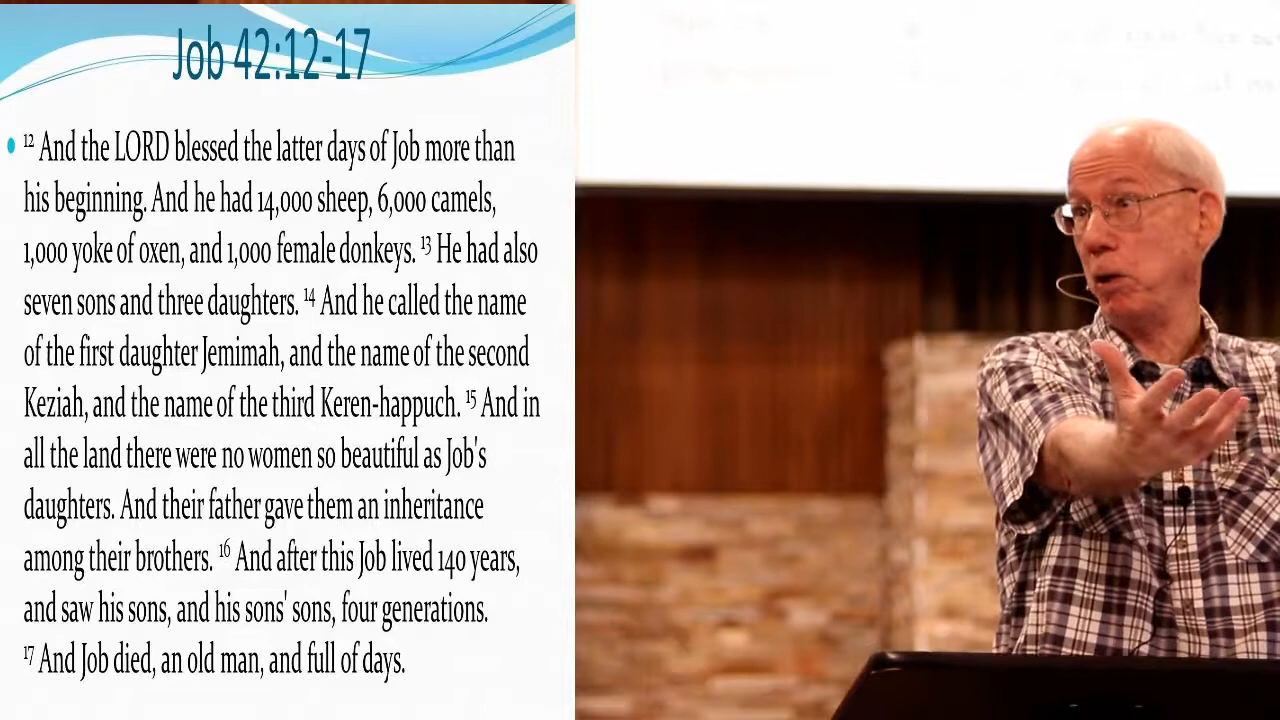 Job 42:12-17
12 And the LORD blessed the latter days of Job more than
his beginning. And he had 14,000 sheep, 6,000 camels,
1,000 yoke of oxen, and 1,000 female donkeys. 13 He had also
seven sons and three daughters. 14 And he called the name
of the first daughter Jemimah, and the name of the second
Keziah, and the name of the third Keren-happuch. 15 And in
all the land there were no women so beautiful as Job's
daughters. And their father gave them an inheritance
among their brothers. 16 And after this Job lived 140 years,
and saw his sons, and his sons' sons, four generations.
17 And Job died, an old man, and full of days.